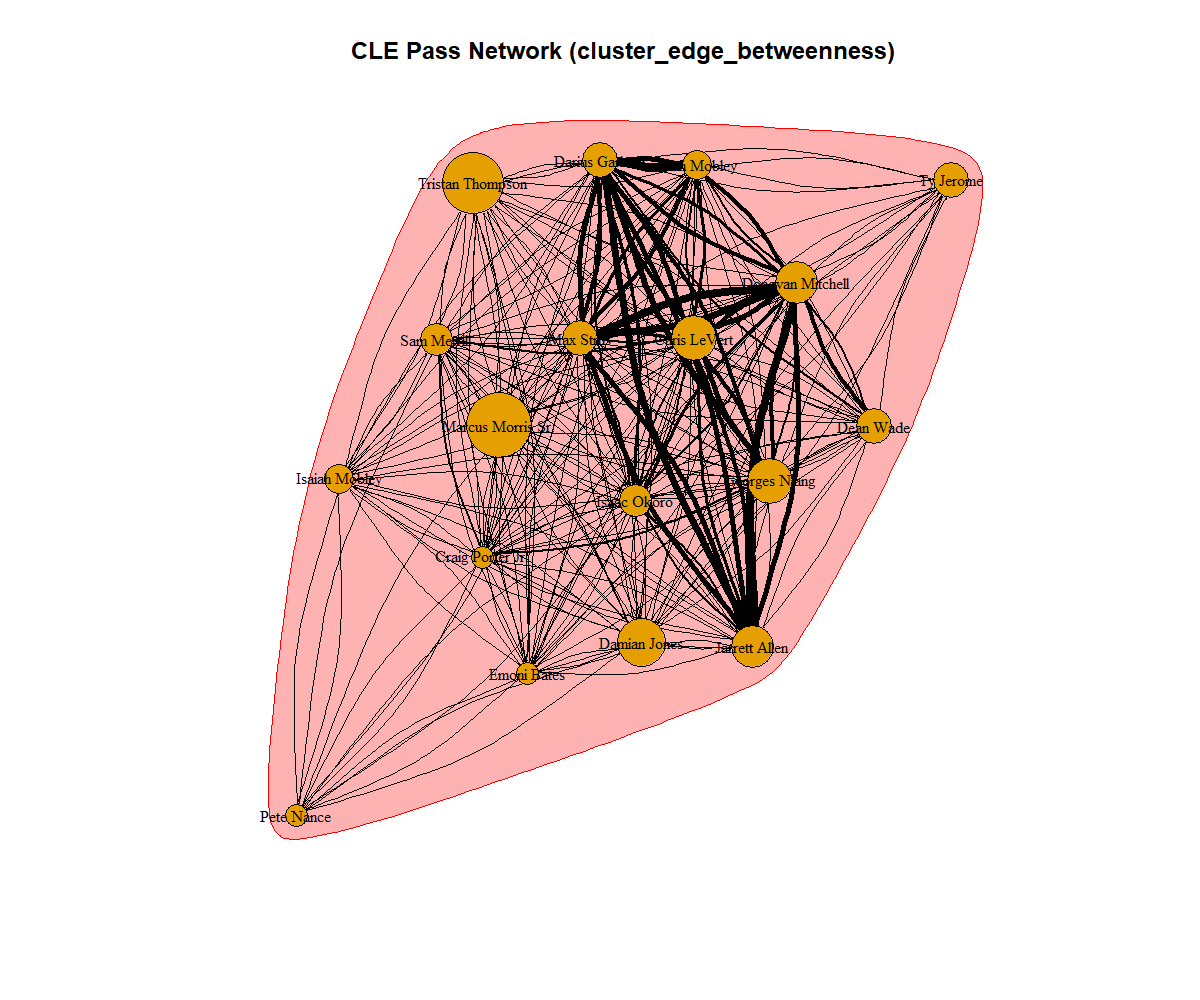 CLE Pass Network (cluster_edge_betweenness)
Darius
Mobley
Tristan Thompson
Ty Jerome
Donovan Mitchell
Sam Merrill
Max Strus
Caris LeVert
Marcus Morris Sr.
Dean Wade
Isaiah Mobley
Georges Niang
Isaac Okoro
Craig Porter Jr.
Damian Jones
Jarrett Allen
Emoni Bates
Pete Nance